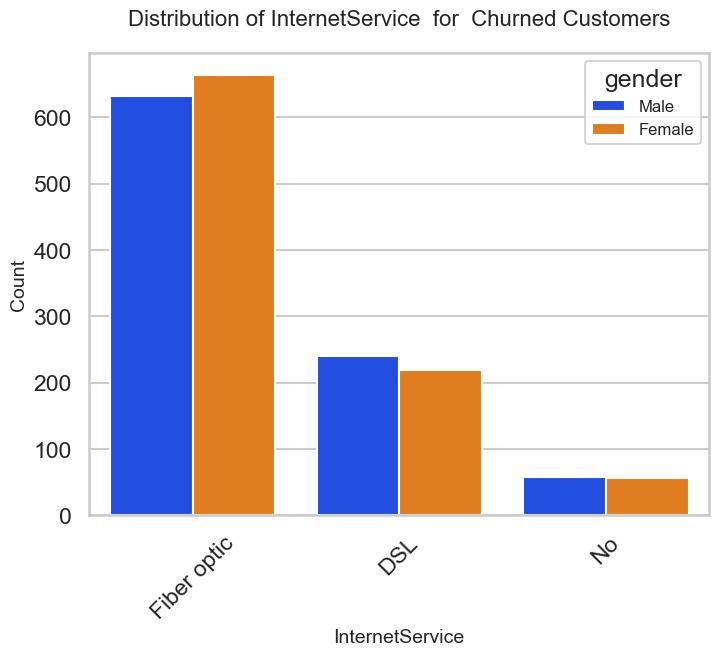 Distribution of InternetService  for  Churned Customers
gender
Male
Female
600
500
400
300
200
100
0
Count
Fiber optic
DSL
No
InternetService